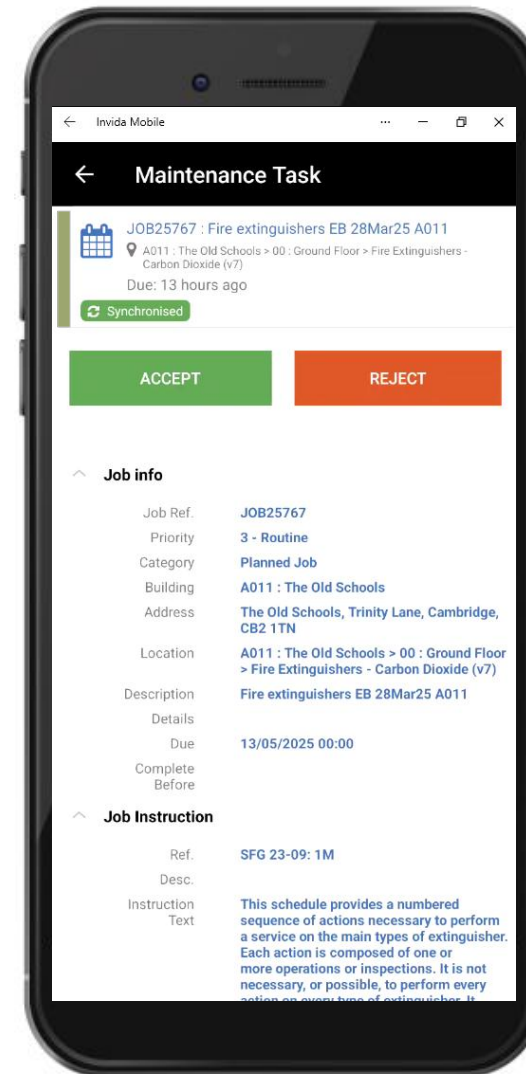 Invida Mobile
Maintenance Task
JOB25767 : Fire extinguishers EB 28Mar25 A011
A011 : The Old Schools > 00 : Ground Floor > Fire Extinguishers -
Carbon Dioxide (v7)
Due: 13 hours ago
Synchronised
ACCEPT REJECT
Job info
Job Ref. JOB25767
Priority 3 - Routine
Category Planned Job
Building A011 : The Old Schools
Address The Old Schools, Trinity Lane, Cambridge,
CB2 1TN
Location A011 : The Old Schools > 00 : Ground Floor
> Fire Extinguishers - Carbon Dioxide (v7)
Description Fire extinguishers EB 28Mar25 A011
Details
Due 13/05/2025 00:00
Complete
Before
Job Instruction
Ref. SFG 23-09: 1M
Desc.
Instruction This schedule provides a numbered
Text sequence of actions necessary to perform
a service on the main types of extinguisher.
Each action is composed of one or
more operations or inspections. It is not
necessary, or possible, to perform every
action on every type of extinguisher. It